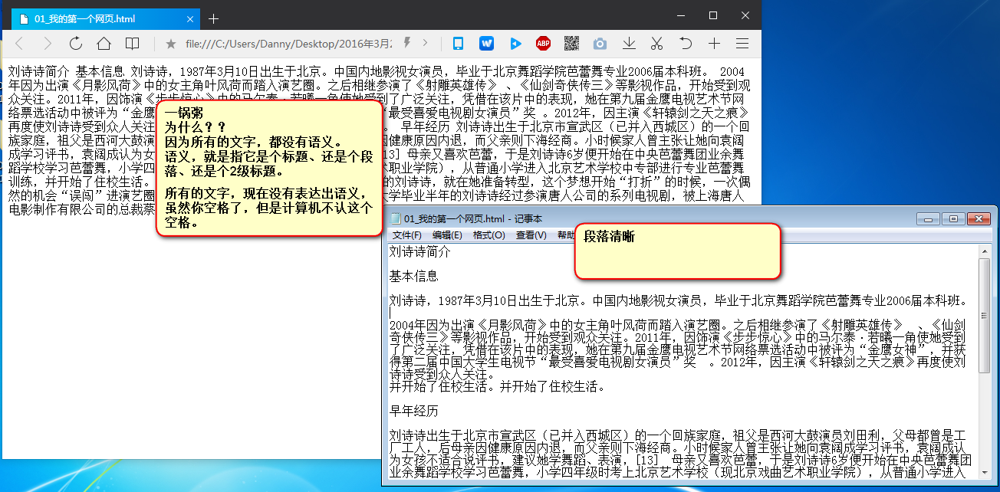 01_我的第一个网页.html
file:///C:/Users/Danny/Desktop/2016年3月2
W
ABP
刘诗诗简介 基本信息 刘诗诗，1987年3月10日出生于北京。中国内地影视女演员，毕业于北京舞蹈学院芭蕾舞专业2006届本科班。 2004
年因为出演《月影风荷》中的女主角叶风荷而踏入演艺圈。之后相继参演了《射雕英雄传》 、《仙剑奇侠传三》等影视作品，开始受到观
众关注。2011年，因饰演《步步惊心》中的马尔泰·若曦一角使她受到了广泛关注，凭借在该片中的表现，她在第九届金鹰电视艺术节网
络票选活动中被评为“金鹰 “最受喜爱电视剧女演员”奖 。2012年，因主演《轩辕剑之天之痕》
再度使刘诗诗受到众人关注 。 早年经历 刘诗诗出生于北京市宣武区（已并入西城区）的一个回
族家庭，祖父是西河大鼓演 健康原因内退，而父亲则下海经商。小时候家人曾主张让她向袁阔
成学习评书，袁阔成认为女 13] 母亲又喜欢芭蕾，于是刘诗诗6岁便开始在中央芭蕾舞团业余舞
蹈学校学习芭蕾舞，小学四 术职业学院），从普通小学进入北京艺术学校中专部进行专业芭蕾舞
训练，并开始了住校生活。 的刘诗诗，就在她准备转型，这个梦想开始“打折”的时候，一次偶
然的机会“误闯”进演艺圈 大学毕业半年的刘诗诗经过参演唐人公司的系列电视剧，被上海唐人
电影制作有限公司的总裁蔡
一锅粥
为什么？？
因为所有的文字，都没有语义。
语义，就是指它是个标题、还是个段
落、还是个2级标题。
所有的文字，现在没有表达出语义，
虽然你空格了，但是计算机不认这个
空格。
01_我的第一个网页.html - 记事本
文件(F) 编辑(E) 格式(O) 查看(V) 帮助
段落清晰
刘诗诗简介
基本信息
刘诗诗，1987年3月10日出生于北京。中国内地影视女演员，毕业于北京舞蹈学院芭蕾舞专业2006届本科班。
2004年因为出演《月影风荷》中的女主角叶风荷而踏入演艺圈。之后相继参演了《射雕英雄传》 、《仙剑
奇侠传三》等影视作品，开始受到观众关注。2011年，因饰演《步步惊心》中的马尔泰·若曦一角使她受到
了广泛关注，凭借在该片中的表现，她在第九届金鹰电视艺术节网络票选活动中被评为“金鹰女神”，并获
得第二届中国大学生电视节“最受喜爱电视剧女演员”奖 。2012年，因主演《轩辕剑之天之痕》再度使刘
诗诗受到众人关注。
并开始了住校生活。并开始了住校生活。
早年经历
刘诗诗出生于北京市宣武区（已并入西城区）的一个回族家庭，祖父是西河大鼓演员刘田利，父母都曾是工
厂工人，后母亲因健康原因内退，而父亲则下海经商。小时候家人曾主张让她向袁阔成学习评书，袁阔成认
为女孩不适合说评书，建议她学舞蹈、表演，[13] 母亲又喜欢芭蕾，于是刘诗诗6岁便开始在中央芭蕾舞团
业余舞蹈学校学习芭蕾舞，小学四年级时考上北京艺术学校（现北京戏曲艺术职业学院），从普通小学进入